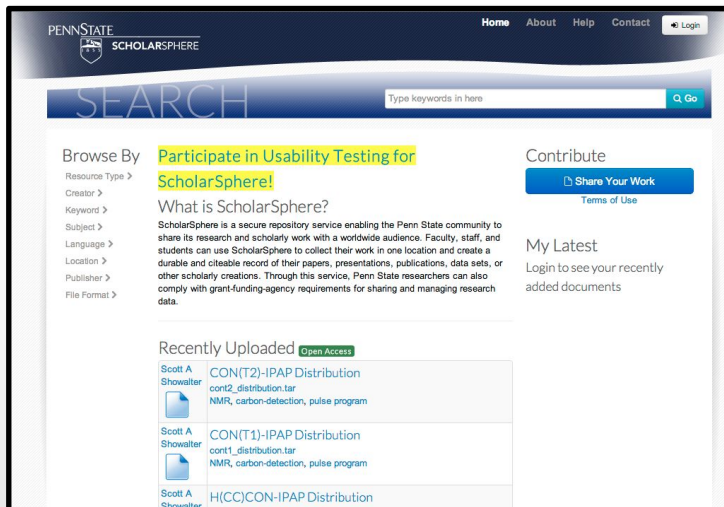 PENNSTATE
1855
SCHOLARSPHERE
Home About Help Contact Login
SEARCH
Type keywords in here
Go
Browse By
Resource Type
Creator
Keyword
Subject
Language
Location
Publisher
File Format
Participate in Usability Testing for
ScholarSphere!
What is ScholarSphere?
ScholarSphere is a secure repository service enabling the Penn State community to
share its research and scholarly work with a worldwide audience. Faculty, staff, and
students can use ScholarSphere to collect their work in one location and create a
durable and citeable record of their papers, presentations, publications, data sets, or
other scholarly creations. Through this service, Penn State researchers can also
comply with grant-funding-agency requirements for sharing and managing research
data.
Recently Uploaded Open Access
Scott A
Showalter
CON(T2)-IPAP Distribution
cont2_distribution.tar
NMR, carbon-detection, pulse program
Scott A
Showalter
CON(T1)-IPAP Distribution
cont1_distribution.tar
NMR, carbon-detection, pulse program
Scott A
Showalter
H(CC)CON-IPAP Distribution
Contribute
Share Your Work
Terms of Use
My Latest
Login to see your recently
added documents